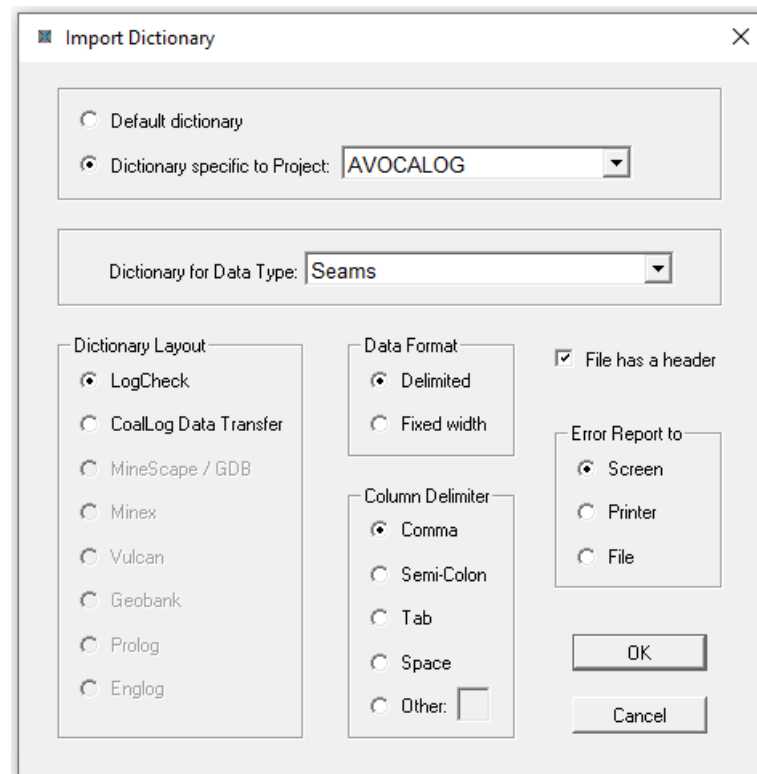 Import Dictionary
Default dictionary
Dictionary specific to Project: AVOCALOG
Dictionary for Data Type: Seams
Dictionary Layout
LogCheck
CoalLog Data Transfer
MineScape / GDB
Minex
Vulcan
Geobank
Prolog
Englog
Data Format
Delimited
Fixed width
Column Delimiter
Comma
Semi-Colon
Tab
Space
Other:
File has a header
Error Report to
Screen
Printer
File
OK
Cancel